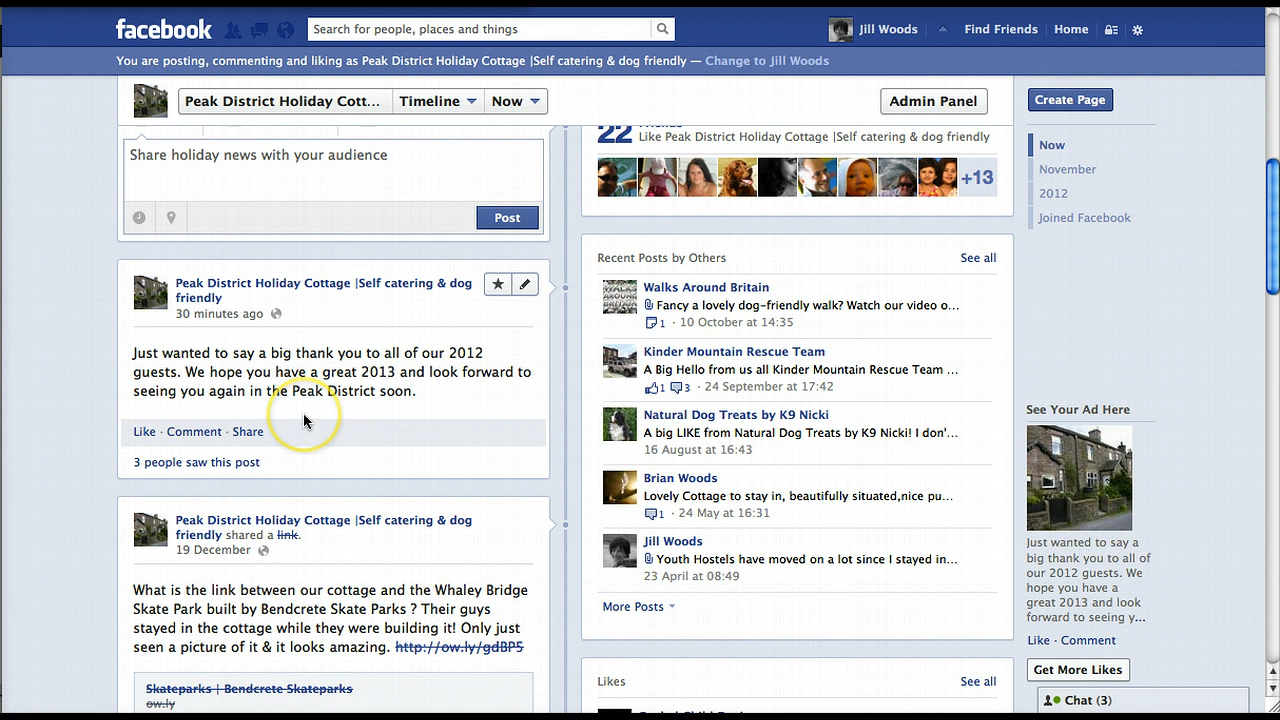 facebook
Search for people, places and things
Jill Woods
Find Friends
Home
You are posting, commenting and liking as Peak District Holiday Cottage |Self catering & dog friendly — Change to Jill Woods
Peak District Holiday Cott...
Timeline
Now
Admin Panel
Create Page
Share holiday news with your audience
Post
22
Like Peak District Holiday Cottage |Self catering & dog friendly
+13
Now
November
2012
Joined Facebook
Peak District Holiday Cottage |Self catering & dog
friendly
30 minutes ago
Just wanted to say a big thank you to all of our 2012
guests. We hope you have a great 2013 and look forward to
seeing you again in the Peak District soon.
Like · Comment · Share
3 people saw this post
Peak District Holiday Cottage |Self catering & dog
friendly shared a link.
19 December
What is the link between our cottage and the Whaley Bridge
Skate Park built by Bendcrete Skate Parks ? Their guys
stayed in the cottage while they were building it! Only just
seen a picture of it & it looks amazing. http://ow.ly/gdBP5
Skateparks | Bendcrete Skateparks
ow.ly
Recent Posts by Others
See all
Walks Around Britain
Fancy a lovely dog-friendly walk? Watch our video o...
1 · 10 October at 14:35
Kinder Mountain Rescue Team
A Big Hello from us all Kinder Mountain Rescue Team ...
1 3 · 24 September at 17:42
Natural Dog Treats by K9 Nicki
A big LIKE from Natural Dog Treats by K9 Nicki! I don'...
16 August at 16:43
Brian Woods
Lovely Cottage to stay in, beautifully situated,nice pu...
1 · 24 May at 16:31
Jill Woods
Youth Hostels have moved on a lot since I stayed in...
23 April at 08:49
More Posts
Likes
See all
See Your Ad Here
Just wanted to say a
big thank you to all of
our 2012 guests. We
hope you have a
great 2013 and look
forward to seeing y...
Like · Comment
Get More Likes
Chat (3)